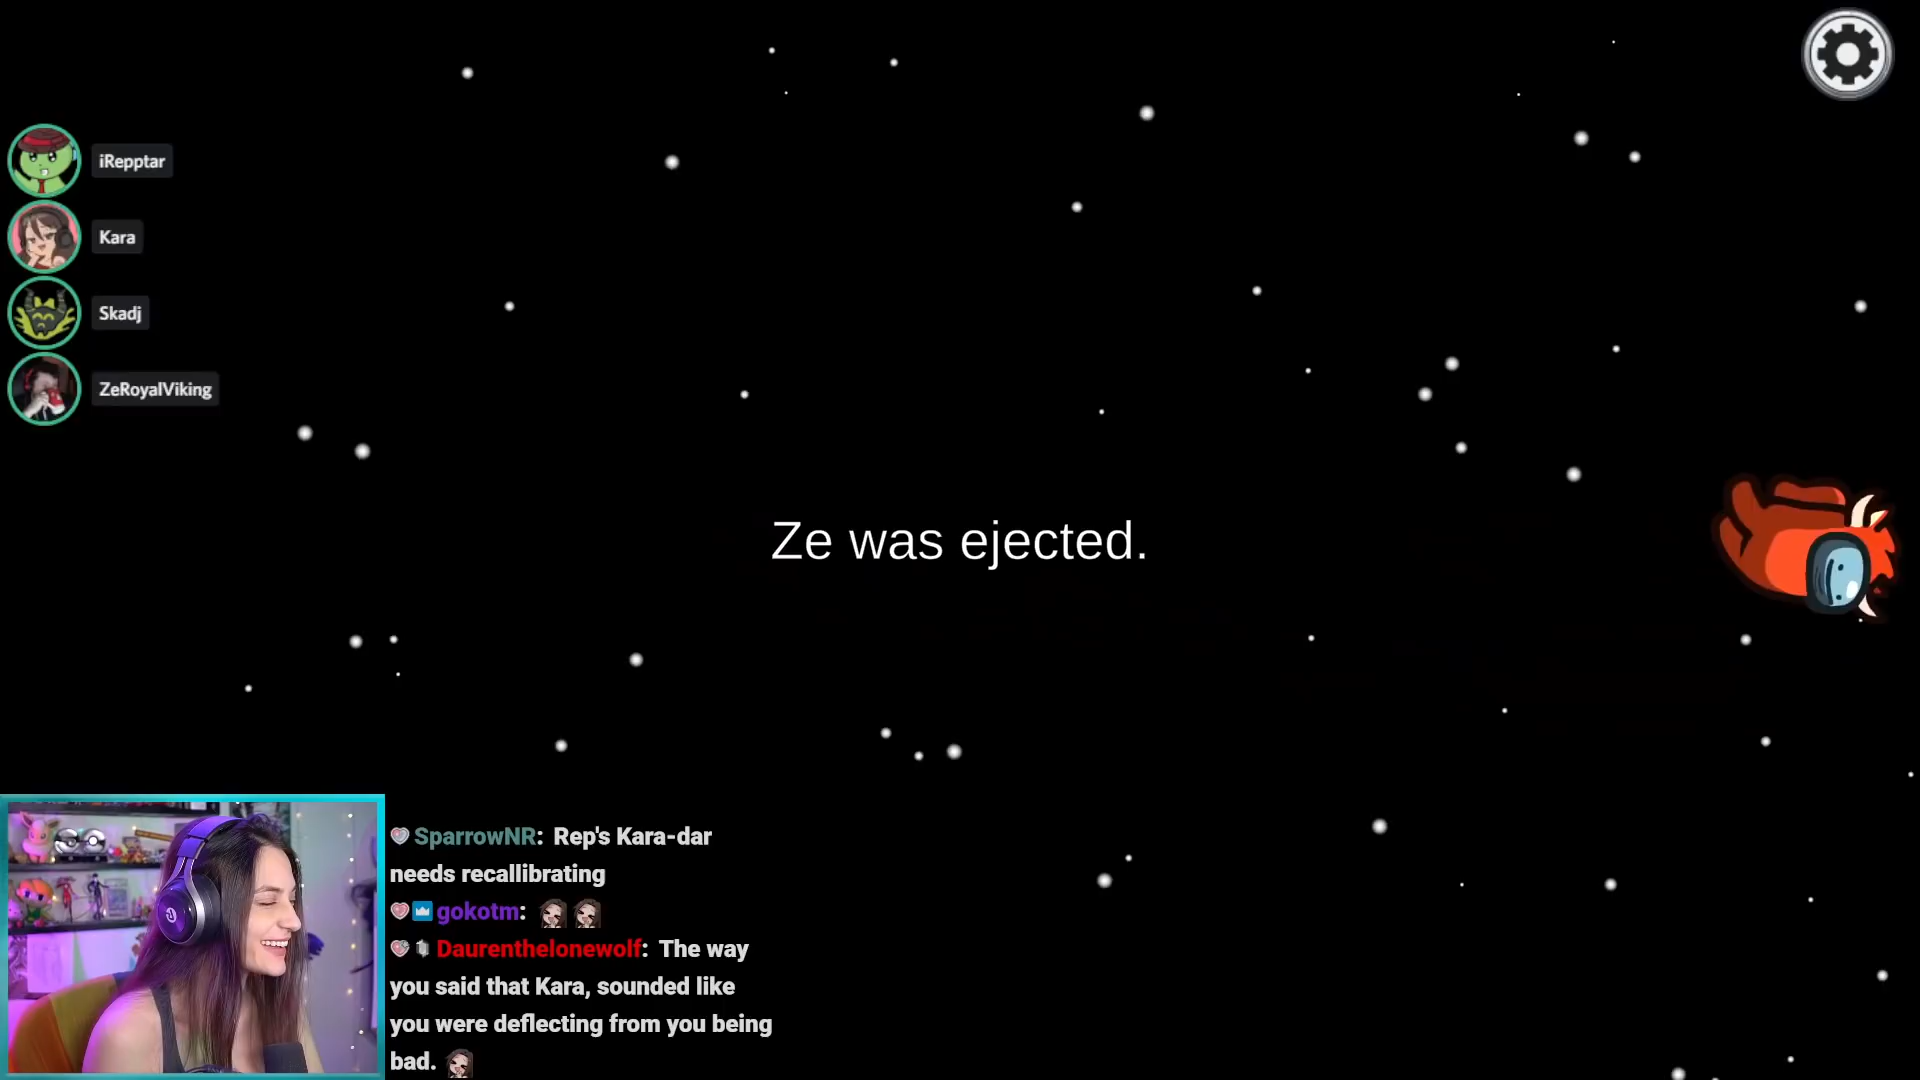 iRepptar
Kara
Skadj
ZeRoyalViking
Ze was ejected.
SparrowNR: Rep's Kara-dar
needs recallibrating
gokotm:
Daurenthelonewolf: The way
you said that Kara, sounded like
you were deflecting from you being
bad.